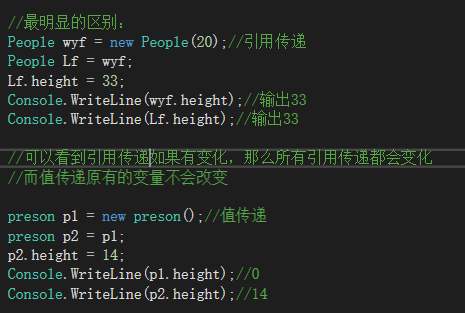 //最明显的区别:
People wyf = new People(20);//引用传递
People Lf = wyf;
Lf.height = 33;
Console.WriteLine(wyf.height);//输出33
Console.WriteLine(Lf.height);//输出33
//可以看到引用传递如果有变化, 那么所有引用传递都会变化
//而值传递原有的变量不会改变
preson p1 = new preson();//值传递
preson p2 = p1;
p2.height = 14;
Console.WriteLine(p1.height);//0
Console.WriteLine(p2.height);//14